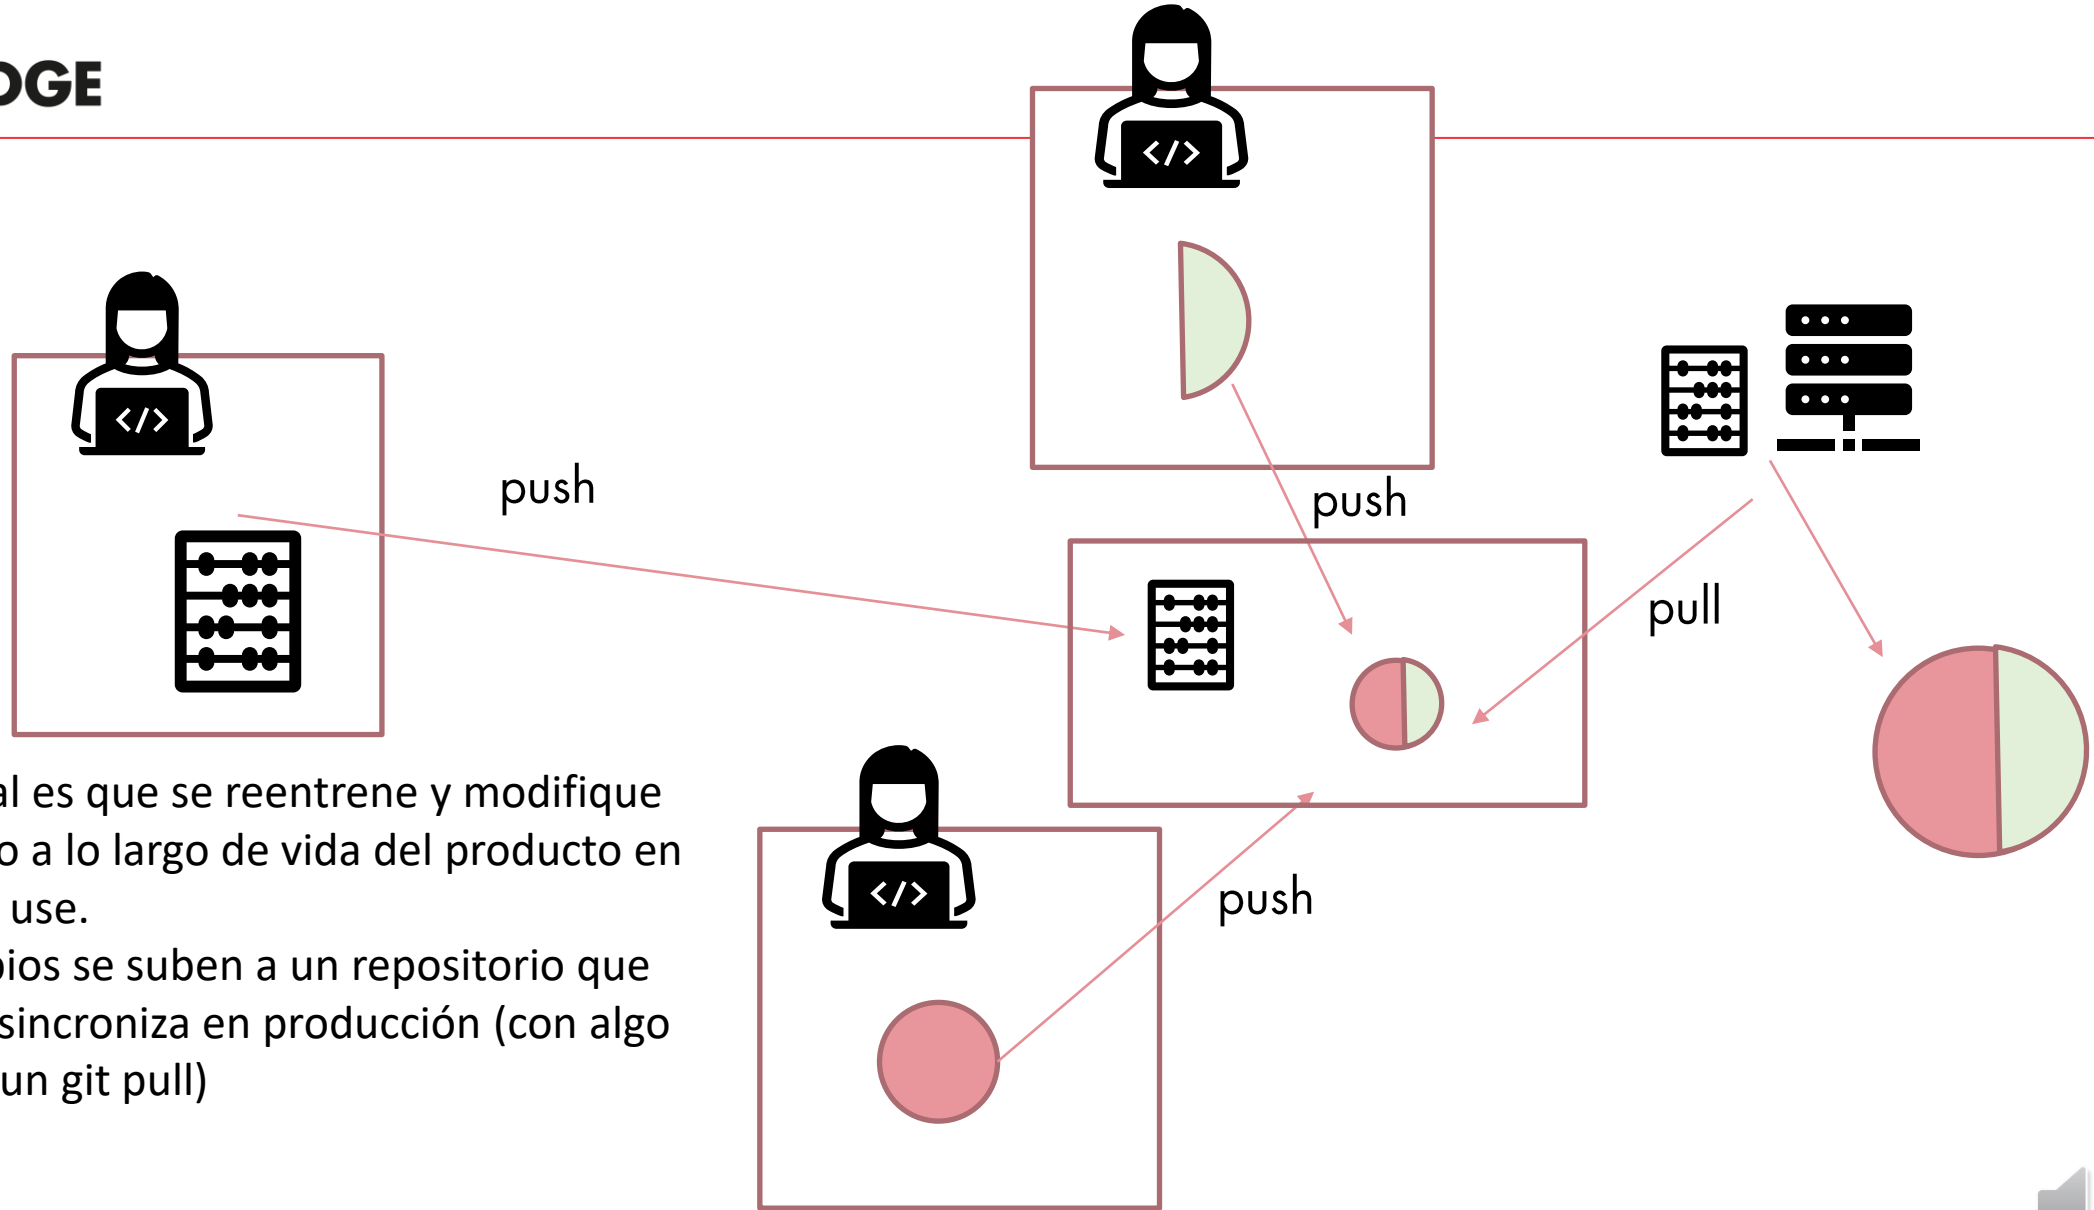 OGE
</>
</>
push
push
pull
al es que se reentrene y modifique
o a lo largo de vida del producto en
use.
</>
push
bios se suben a un repositorio que
sincroniza en producción (con algo
un git pull)